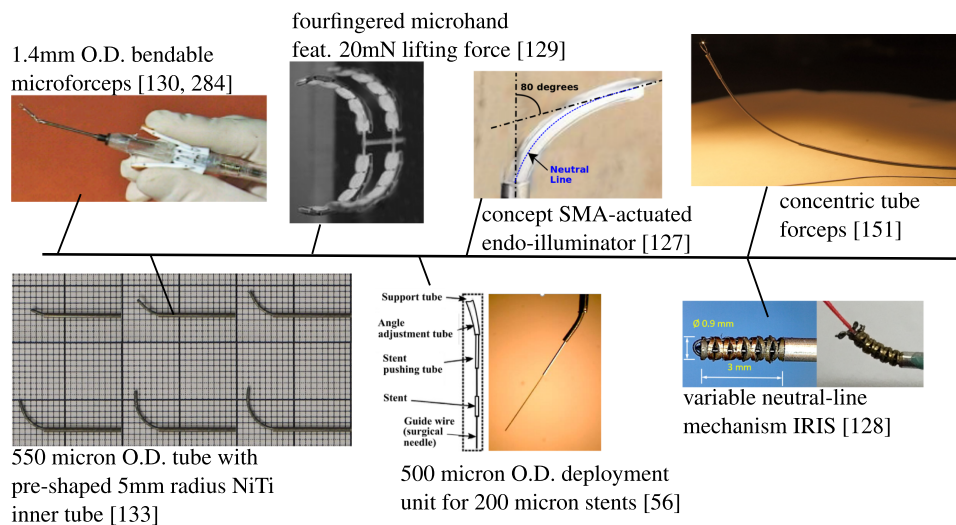 1.4mm O.D. bendable
microforceps [130, 284]
fourfingered microhand
feat. 20mN lifting force [129]
80 degrees
Neutral
Line
concept SMA-actuated
endo-illuminator [127]
concentric tube
forceps [151]
550 micron O.D. tube with
pre-shaped 5mm radius NiTi
inner tube [133]
Support tube
Angle
adjustment tube
Stent
pushing tube
Stent
Guide wire
(surgical
needle)
500 micron O.D. deployment
unit for 200 micron stents [56]
Ø 0.9 mm
3 mm
variable neutral-line
mechanism IRIS [128]